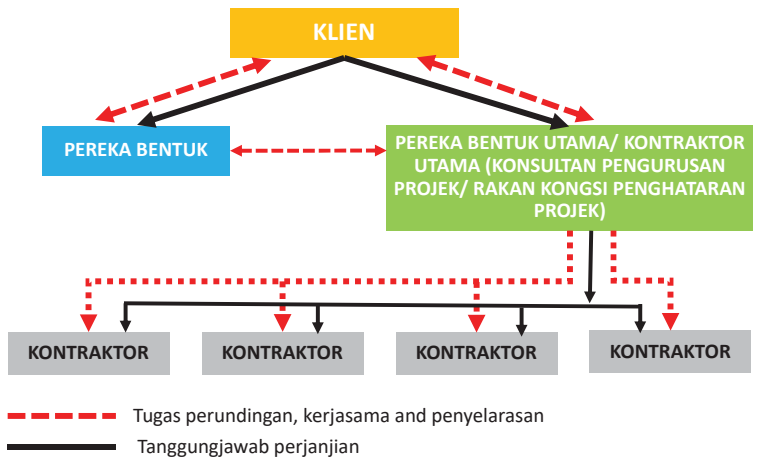 KLIEN
PEREKA BENTUK
PEREKA BENTUK UTAMA/ KONTRAKTOR
UTAMA (KONSULTAN PENGURUSAN
PROJEK/ RAKAN KONGSI PENGHATARAN
PROJEK)
KONTRAKTOR
KONTRAKTOR
KONTRAKTOR
KONTRAKTOR
Tugas perundingan, kerjasama and penyelarasan
Tanggungjawab perjanjian